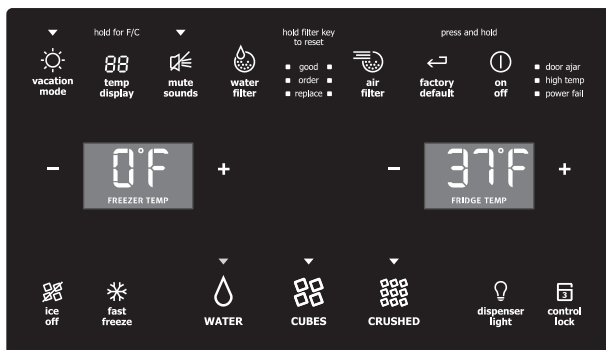 hold for F/C
hold filter key
to reset
press and hold
88
vacation
mode
temp
display
mute
sounds
water
filter
good
order
replace
air
filter
factory
default
on
off
door ajar
high temp
power fail
0°F
FREEZER TEMP
37°F
FRIDGE TEMP
3
ice
off
fast
freeze
WATER
CUBES
CRUSHED
dispenser
light
control
lock